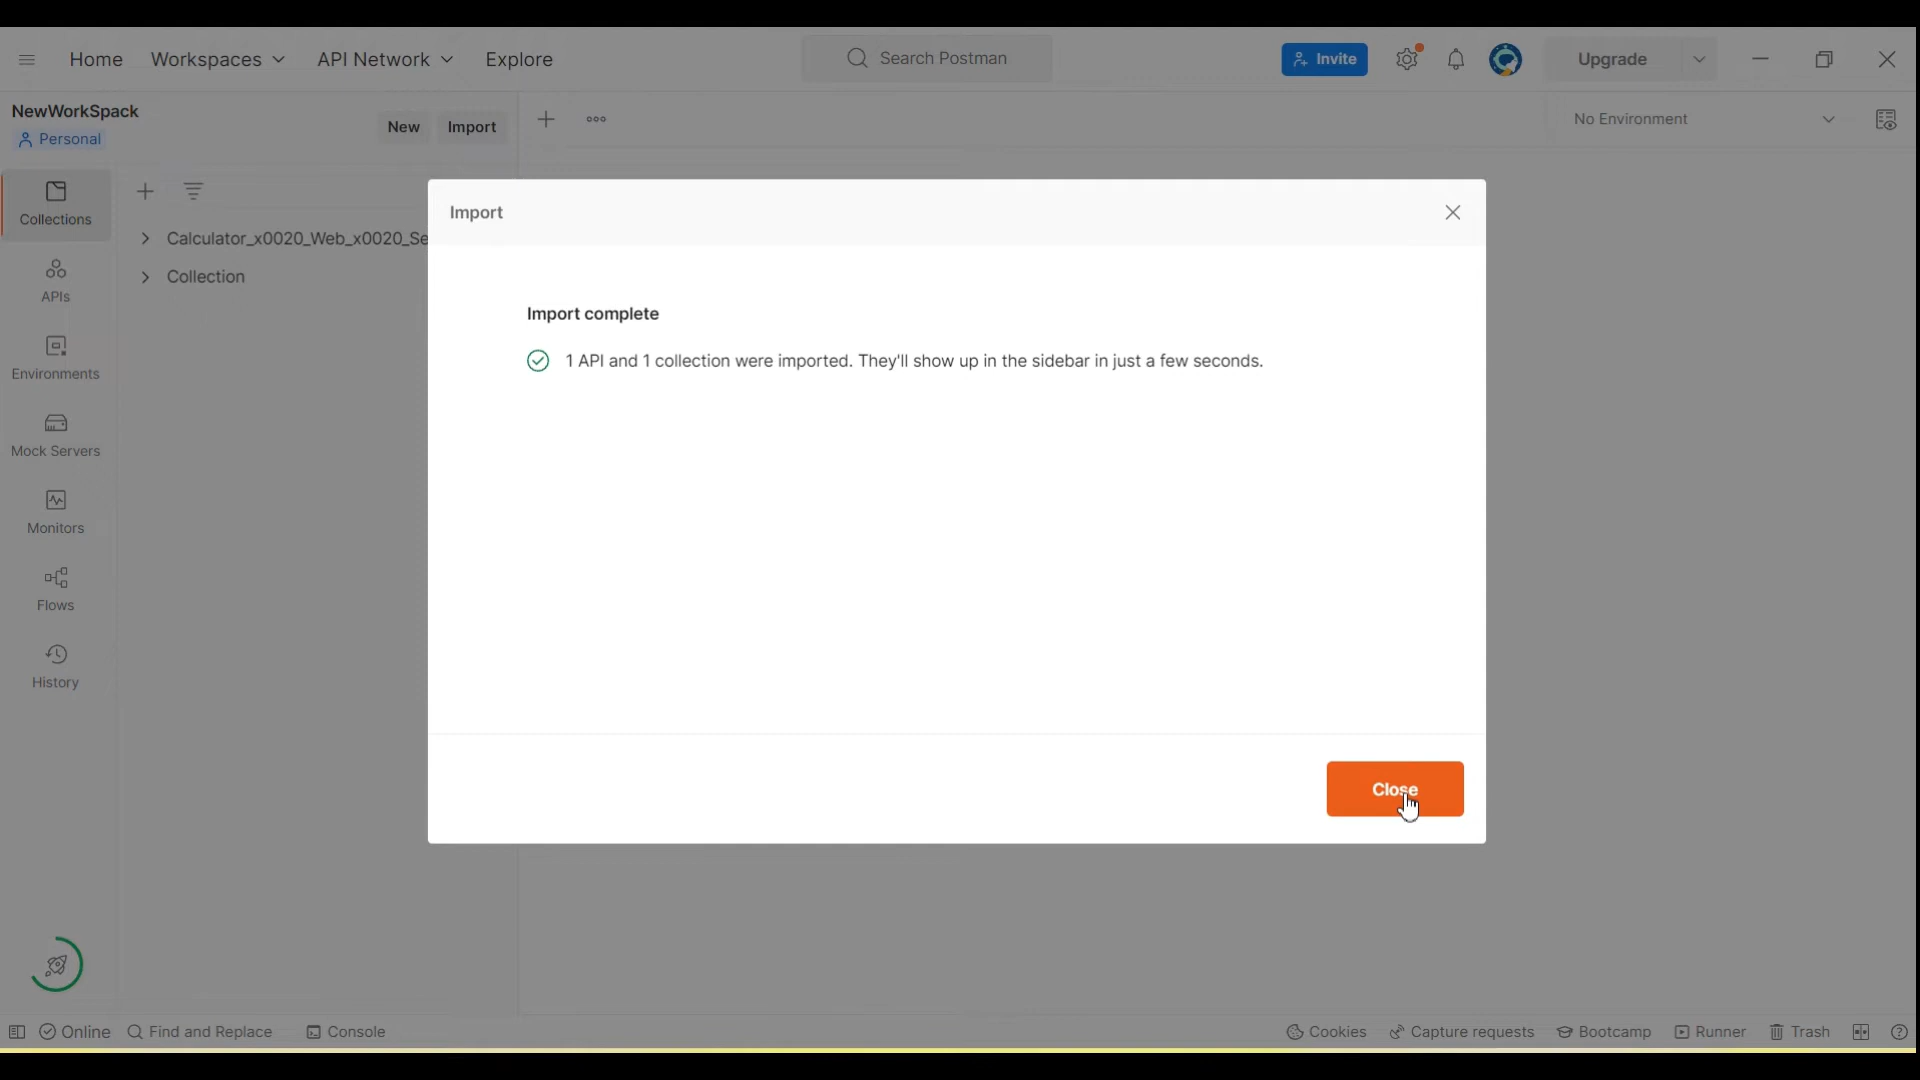 Home Workspaces API Network Explore Search Postman Invite Upgrade
NewWorkSpack
Personal
New Import
No Environment
Collections
APIs
Environments
Mock Servers
Monitors
Flows
History
Calculator_x0020_Web_x0020_Se
Collection
Import
Import complete
1 API and 1 collection were imported. They'll show up in the sidebar in just a few seconds.
Close
Online Find and Replace Console Cookies Capture requests Bootcamp Runner Trash